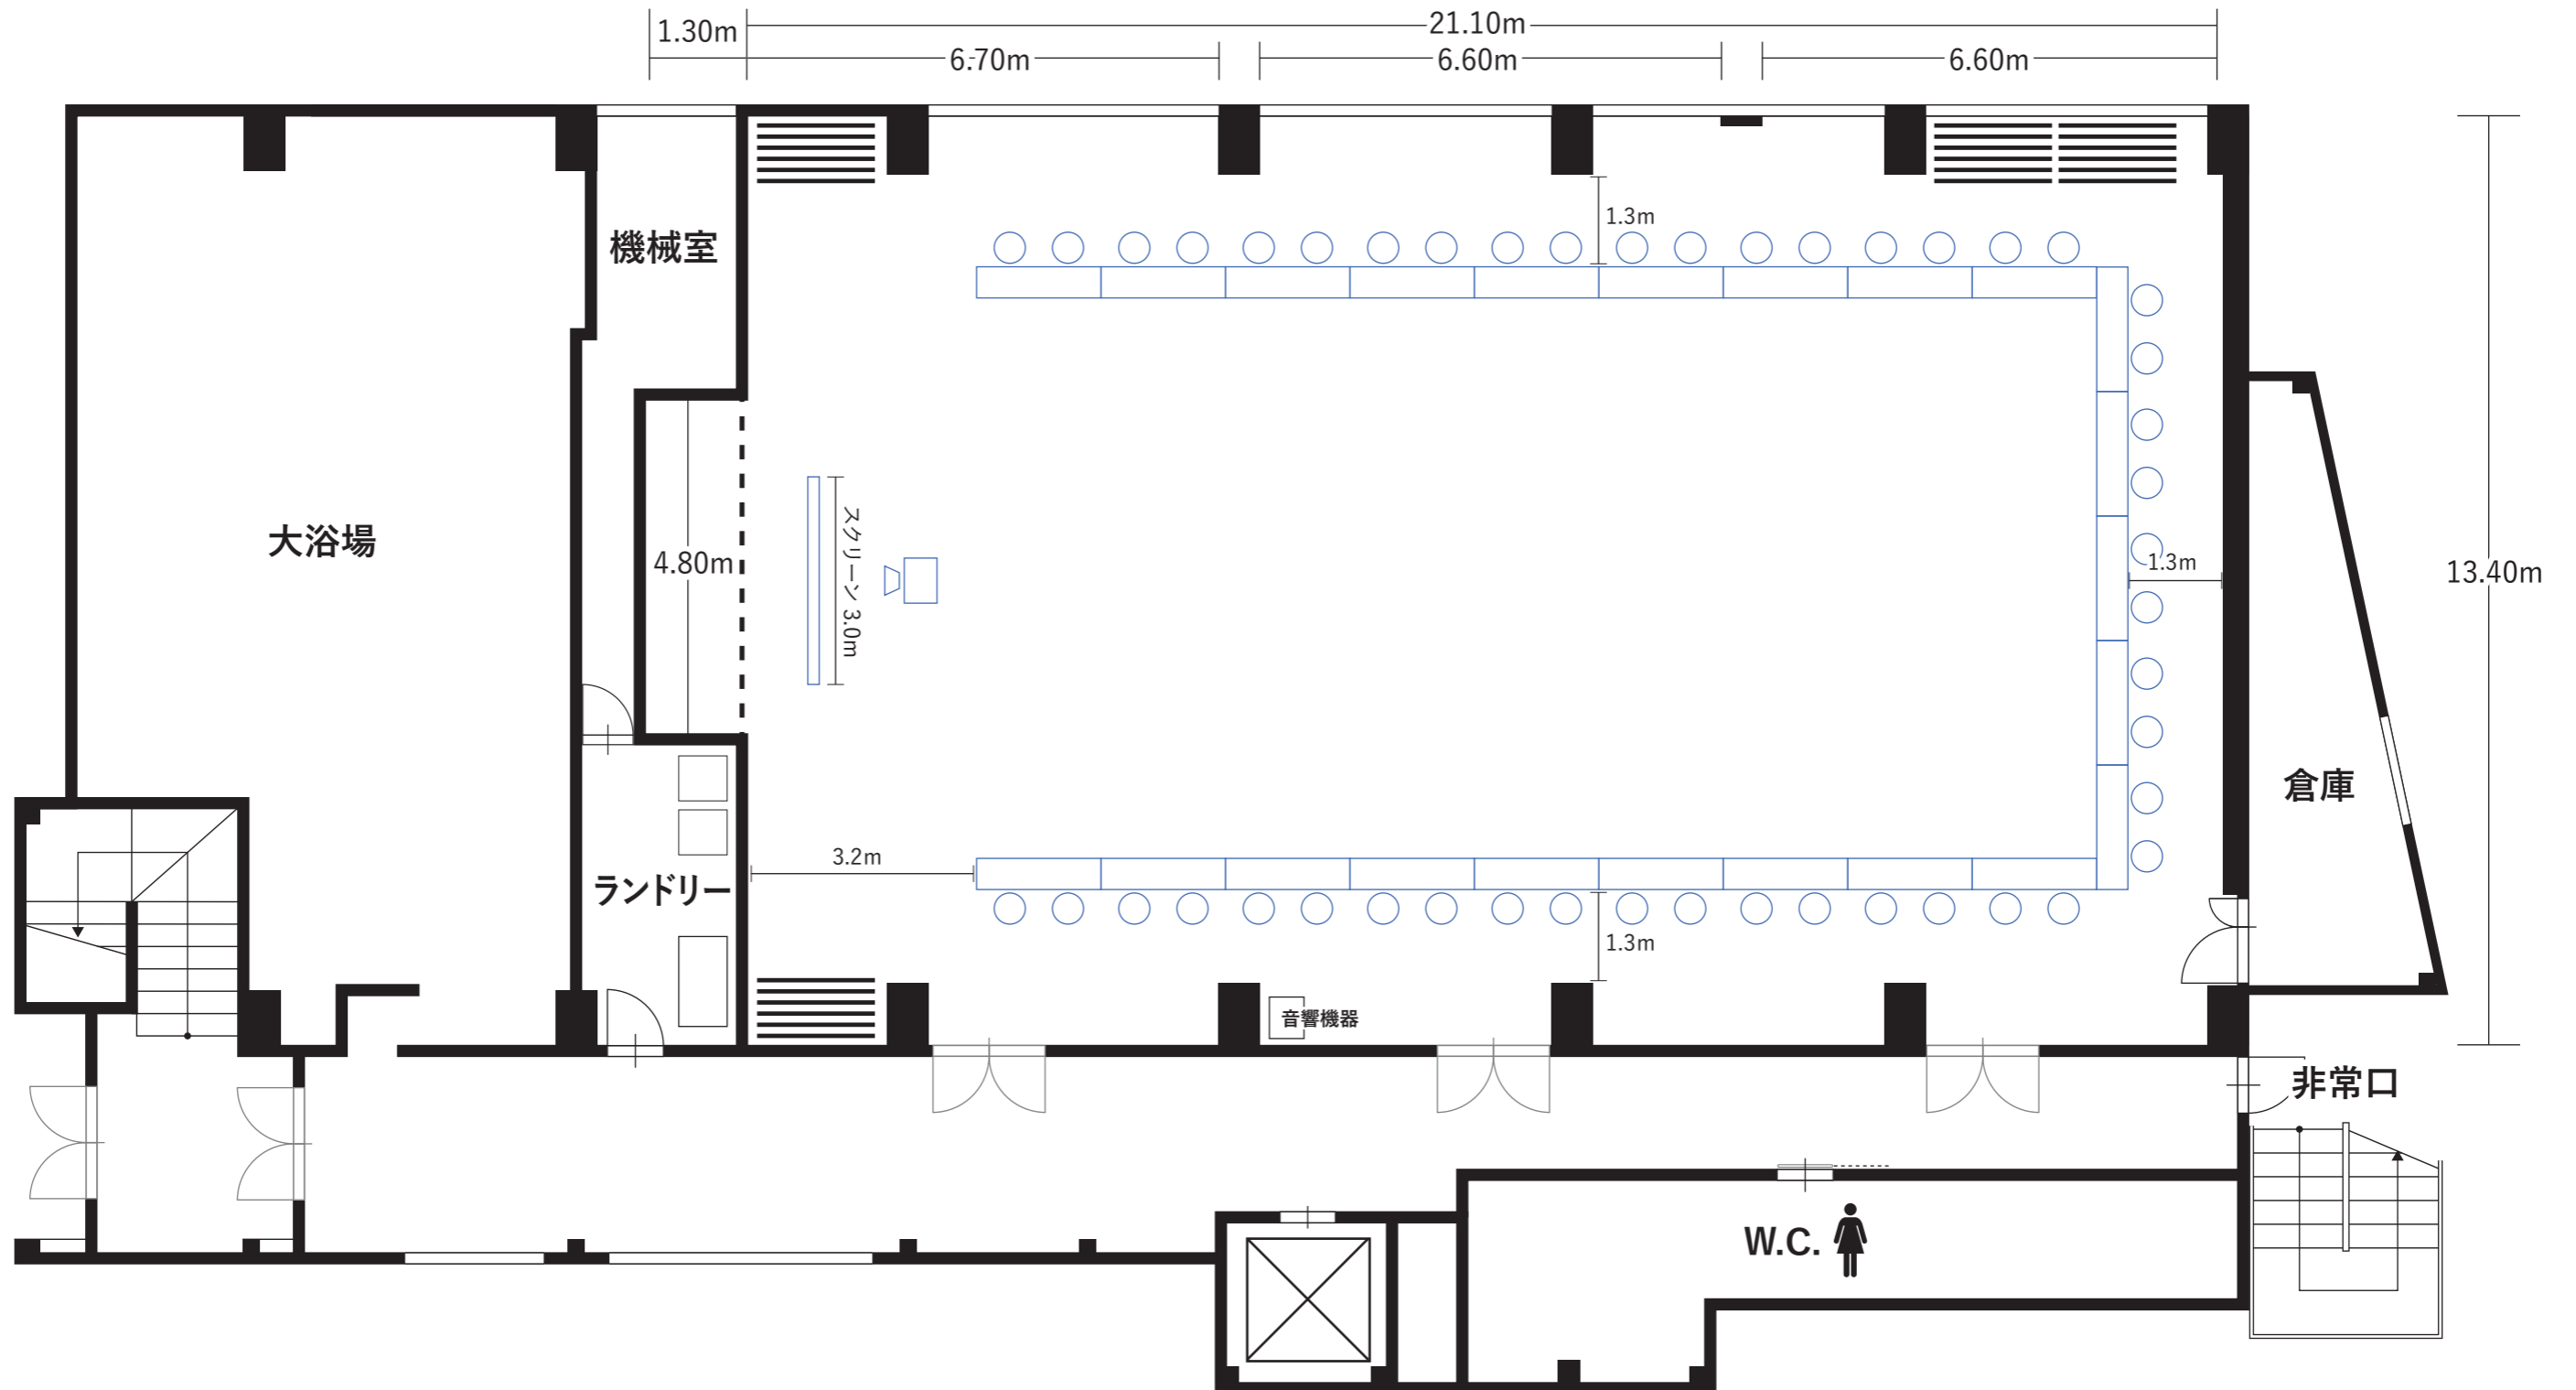 1.30m
21.10m
6.70m
6.60m
6.60m
1.3m
機械室
大浴場
4.80m
スクリーン 3.0m
1.3m
13.40m
倉庫
3.2m
ランドリー
1.3m
音響機器
非常口
W.C.